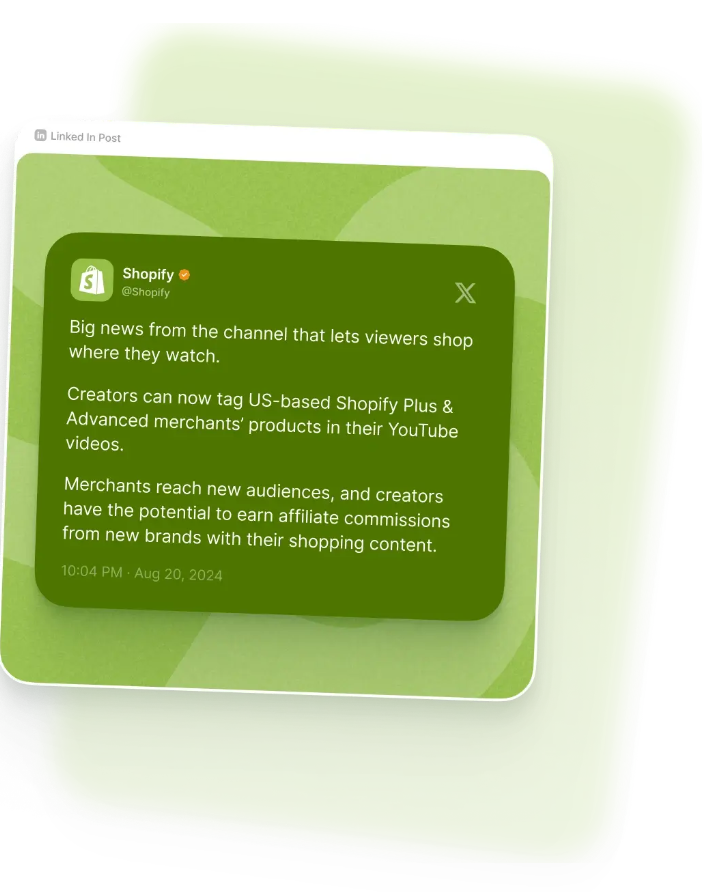 Linked In Post
Shopify
@Shopify
Big news from the channel that lets viewers shop
where they watch.
Creators can now tag US-based Shopify Plus &
Advanced merchants’ products in their YouTube
videos.
Merchants reach new audiences, and creators
have the potential to earn affiliate commissions
from new brands with their shopping content.
10:04 PM · Aug 20, 2024